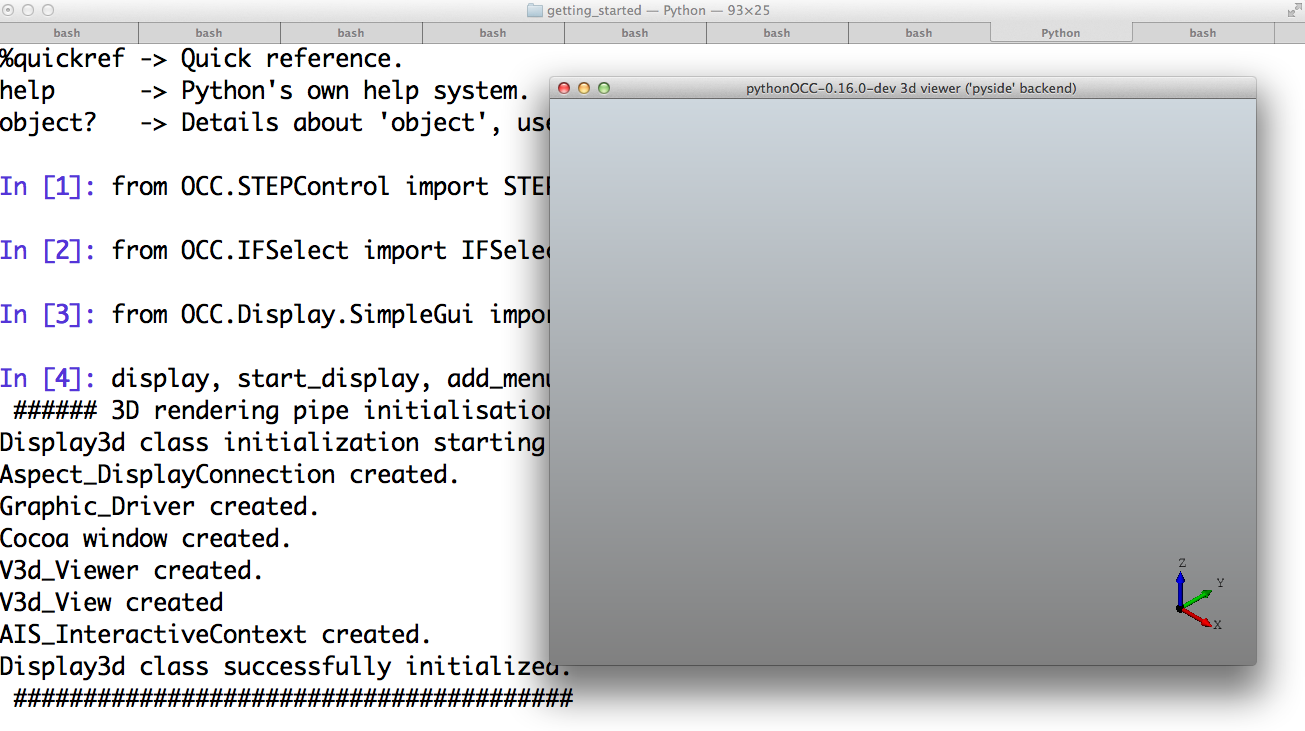 getting_started — Python — 93×25
bash bash bash bash bash bash bash Python bash
%quickref -> Quick reference.
help -> Python's own help system.
object? -> Details about 'object', use
In [1]: from OCC.STEPControl import STEP
In [2]: from OCC.IFSelect import IFSelec
In [3]: from OCC.Display.SimpleGui impor
In [4]: display, start_display, add_menu
###### 3D rendering pipe initialisation
Display3d class initialization starting
Aspect_DisplayConnection created.
Graphic_Driver created.
Cocoa window created.
V3d_Viewer created.
V3d_View created
AIS_InteractiveContext created.
Display3d class successfully initialized.
########################################
pythonOCC-0.16.0-dev 3d viewer ('pyside' backend)
Z
Y
X